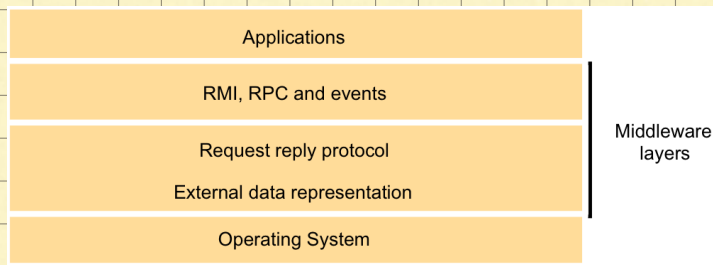 Applications
RMI, RPC and events
Middleware
layers
Request reply protocol
External data representation
Operating System